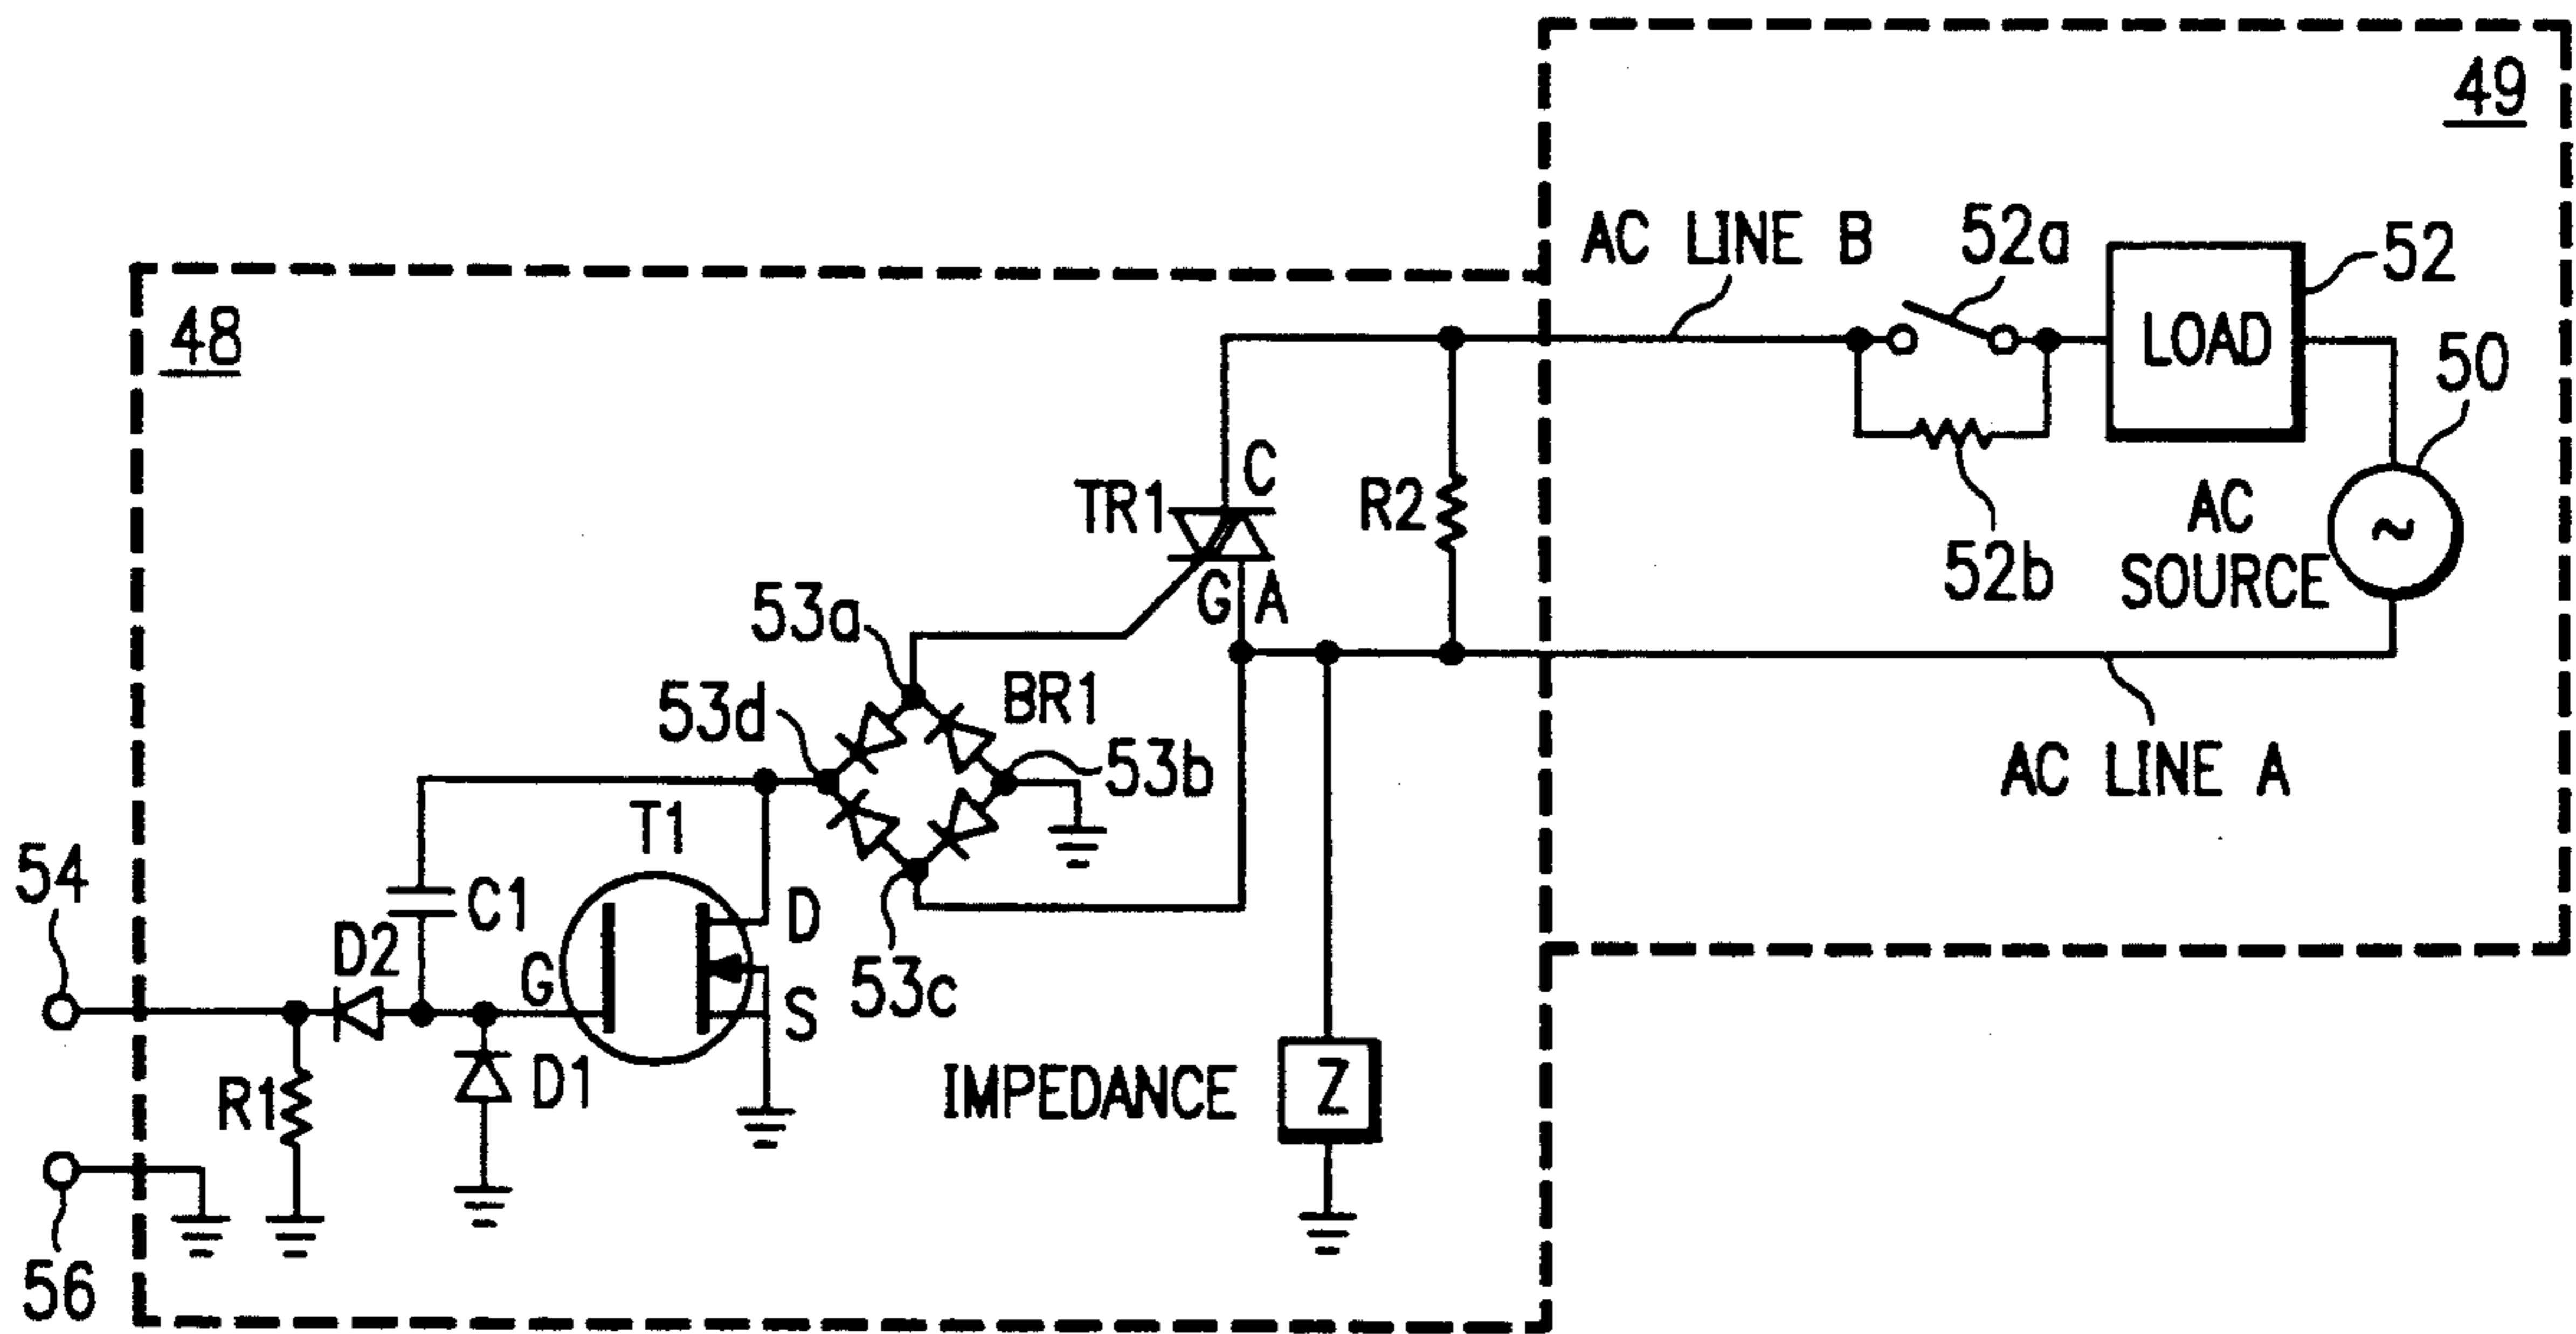 49
AC LINE B
52a
52
48
LOAD
50
C
TR1
R2
AC
SOURCE
52b
G A
53a
53d
BR1
53b
AC LINE A
T1
54
C1
D
D2
G
53c
S
R1
D1
IMPEDANCE
Z
56
~